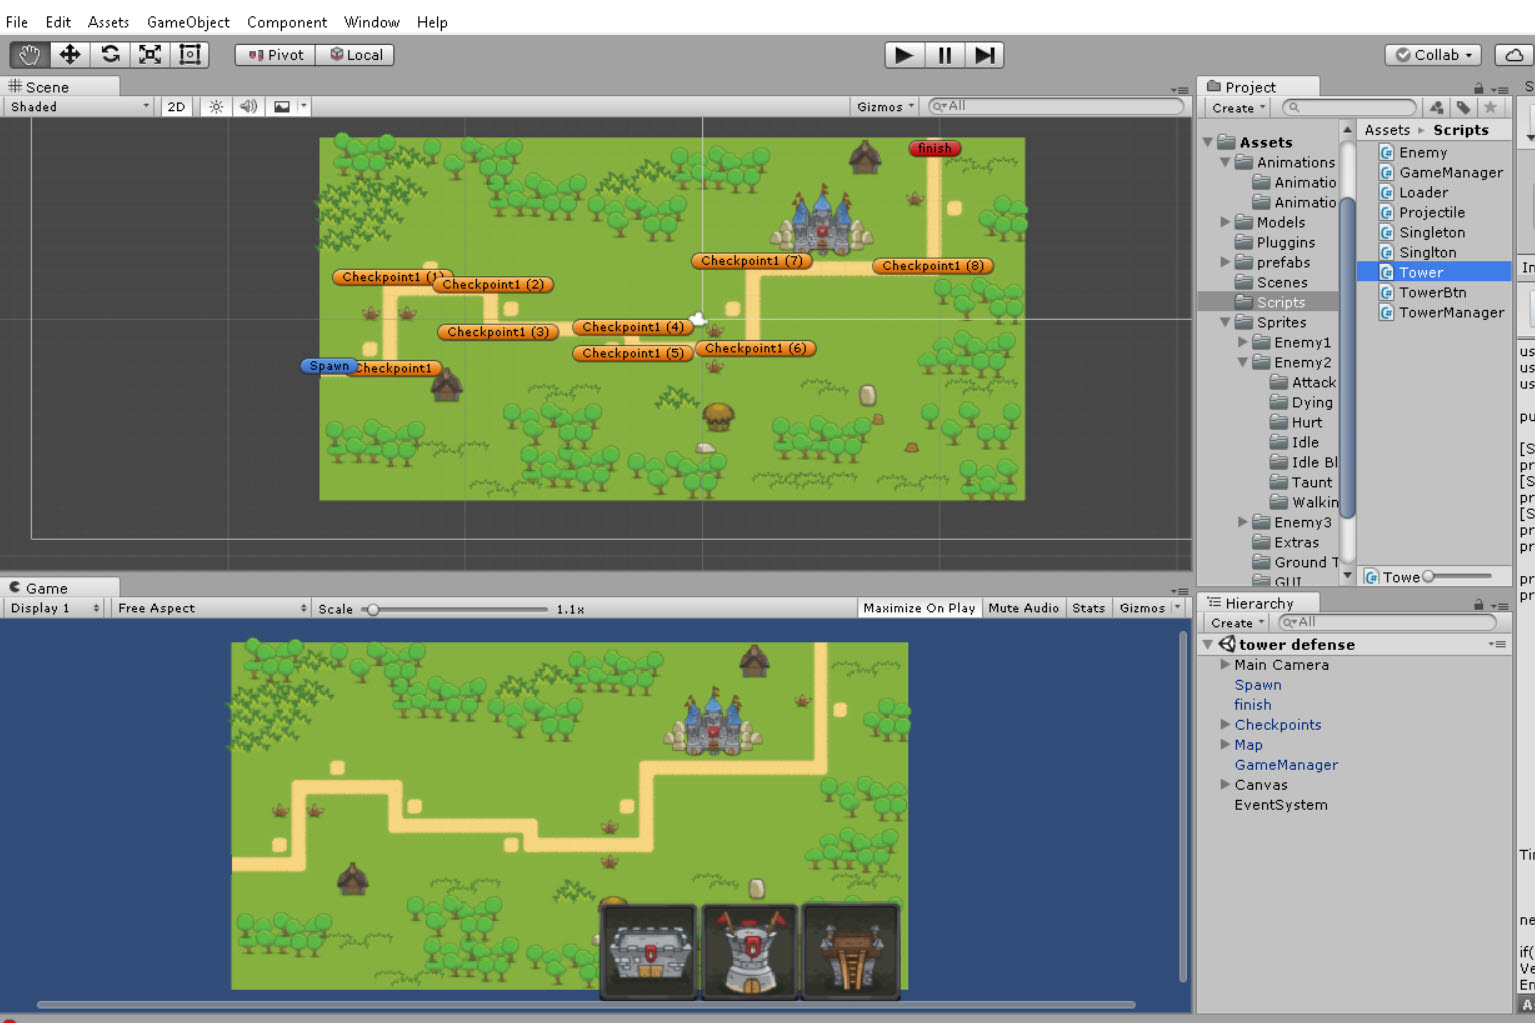 File Edit Assets GameObject Component Window Help
Pivot Local Collab
Scene
Shaded 2D Gizmos All
finish
Checkpoint1 (7)
Checkpoint1 (8)
Checkpoint1 (1)
Checkpoint1 (2)
Checkpoint1 (3)
Checkpoint1 (4)
Checkpoint1 (5)
Checkpoint1 (6)
Spawn
Checkpoint1
Project
Create
Assets
Animations
Animatio
Animatio
Models
Pluggins
prefabs
Scenes
Scripts
Sprites
Enemy1
Enemy2
Attack
Dying
Hurt
Idle
Idle Bl
Taunt
Walkin
Enemy3
Extras
Ground T
GUI
Assets Scripts
Enemy
GameManager
Loader
Projectile
Singleton
Singlton
Tower
TowerBtn
TowerManager
Towe
Game
Display 1 Free Aspect Scale 1.1x Maximize On Play Mute Audio Stats Gizmos
Hierarchy
Create All
tower defense
Main Camera
Spawn
finish
Checkpoints
Map
GameManager
Canvas
EventSystem
S
In
us
us
us
pu
[S
pr
[S
pr
[S
pr
pr
pr
pr
Tir
ne
if(
Ve
En
A